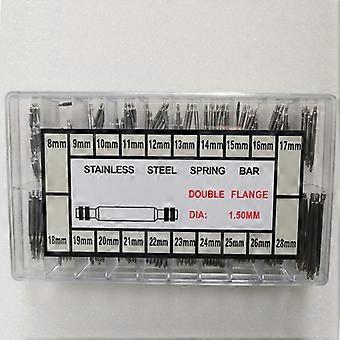 8mm 9mm 10mm 11mm 12mm 13mm 14mm 15mm 16mm 17mm
STAINLESS STEEL SPRING BAR
DOUBLE FLANGE
DIA: 1.50MM
18mm 19mm 20mm 21mm 22mm 23mm 24mm 25mm 26mm 28mm